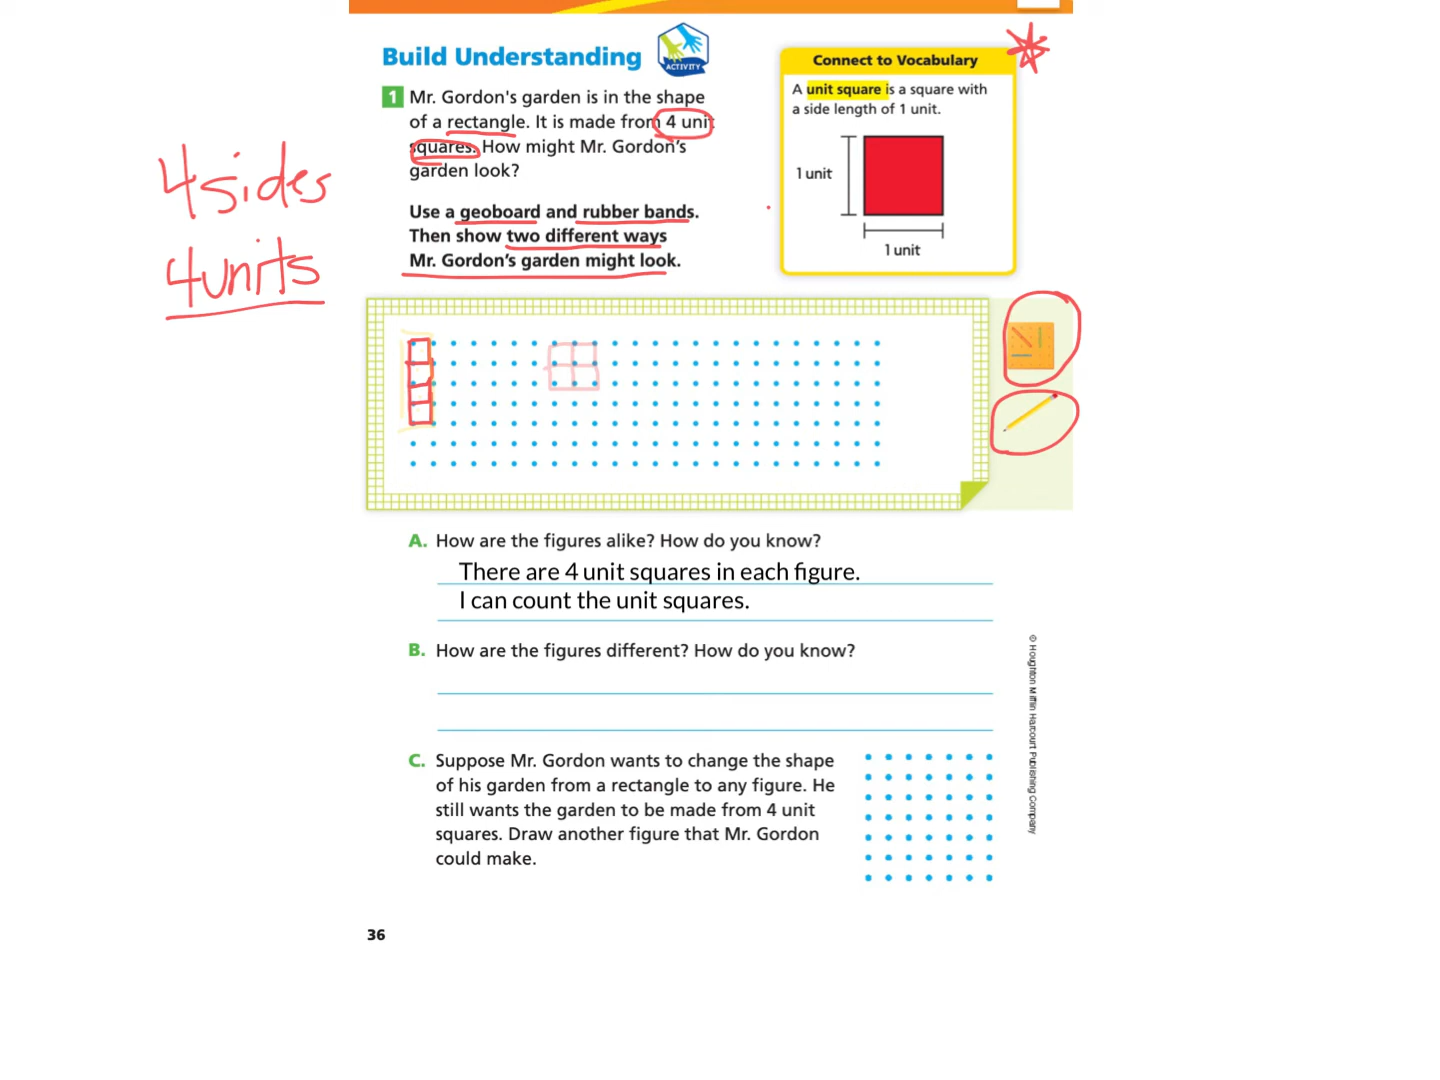 Build Understanding
ACTIVITY
Connect to Vocabulary
A unit square is a square with
a side length of 1 unit.
1 unit
1 unit
1 Mr. Gordon's garden is in the shape
of a rectangle. It is made from 4 unit
squares. How might Mr. Gordon's
garden look?
Use a geoboard and rubber bands.
Then show two different ways
Mr. Gordon's garden might look.
4 sides
4 units
A. How are the figures alike? How do you know?
There are 4 unit squares in each figure.
I can count the unit squares.
B. How are the figures different? How do you know?
C. Suppose Mr. Gordon wants to change the shape
of his garden from a rectangle to any figure. He
still wants the garden to be made from 4 unit
squares. Draw another figure that Mr. Gordon
could make.
© Houghton Mifflin Harcourt Publishing Company
36